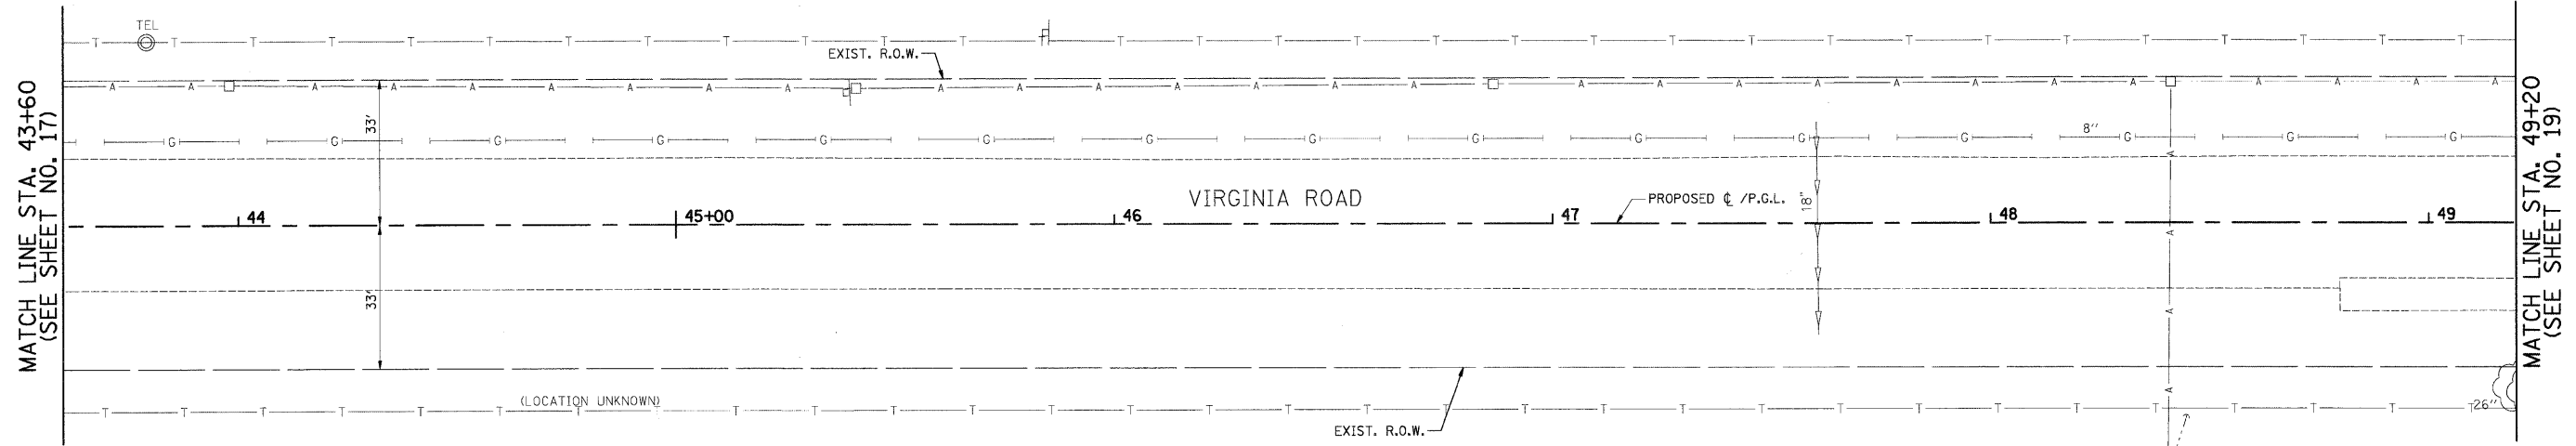 TEL
T T T T T T T T T T T T T T T T T T T T T T T T T T T T T T
EXIST. R.O.W.
A A A A A A A A A A A A A A A A A A A A A A A A A A A
MATCH LINE STA. 43+60
(SEE SHEET NO. 17)
33'
G G G G G G G G G G G G 8" G G G
VIRGINIA ROAD
PROPOSED ℄ /P.G.L.
18"
A
44 45+00 46 47 48 49
A
MATCH LINE STA. 49+20
(SEE SHEET NO. 19)
33'
A
A
(LOCATION UNKNOWN)
T T T T T T T T T T T T T T T T T T T T T T T T T T T T T T T
26"
EXIST. R.O.W.